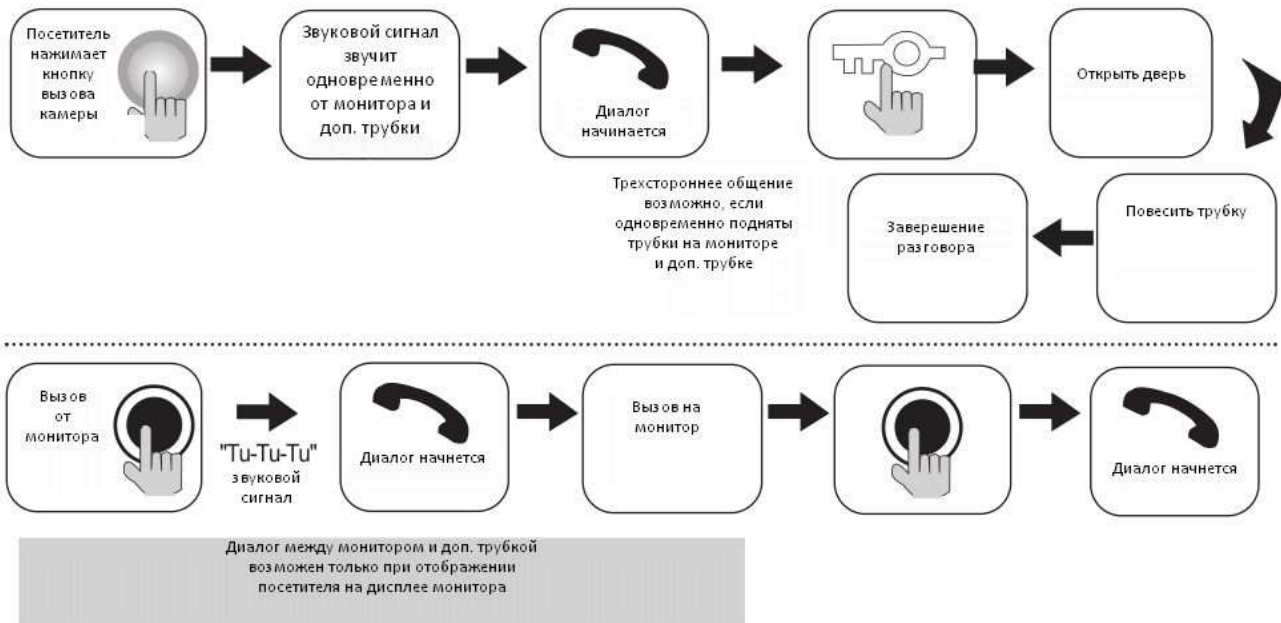 Посетитель
нажимает
кнопку
вызова
камеры
Звуковой сигнал
звучит
одновременно
от монитора и
доп. трубки
Диалог
начинается
Открыть дверь
Трехстороннее общение
возможно, если
одновременно подняты
трубки на мониторе
и доп. трубке
Повесить трубку
Заверешение
разговора
Вызов
от
монитора
"Tu-Tu-Tu"
звуковой
сигнал
Диалог начнется
Вызов на
монитор
Диалог начнется
Диалог между монитором и доп. трубкой
возможен только при отображении
посетителя на дисплее монитора